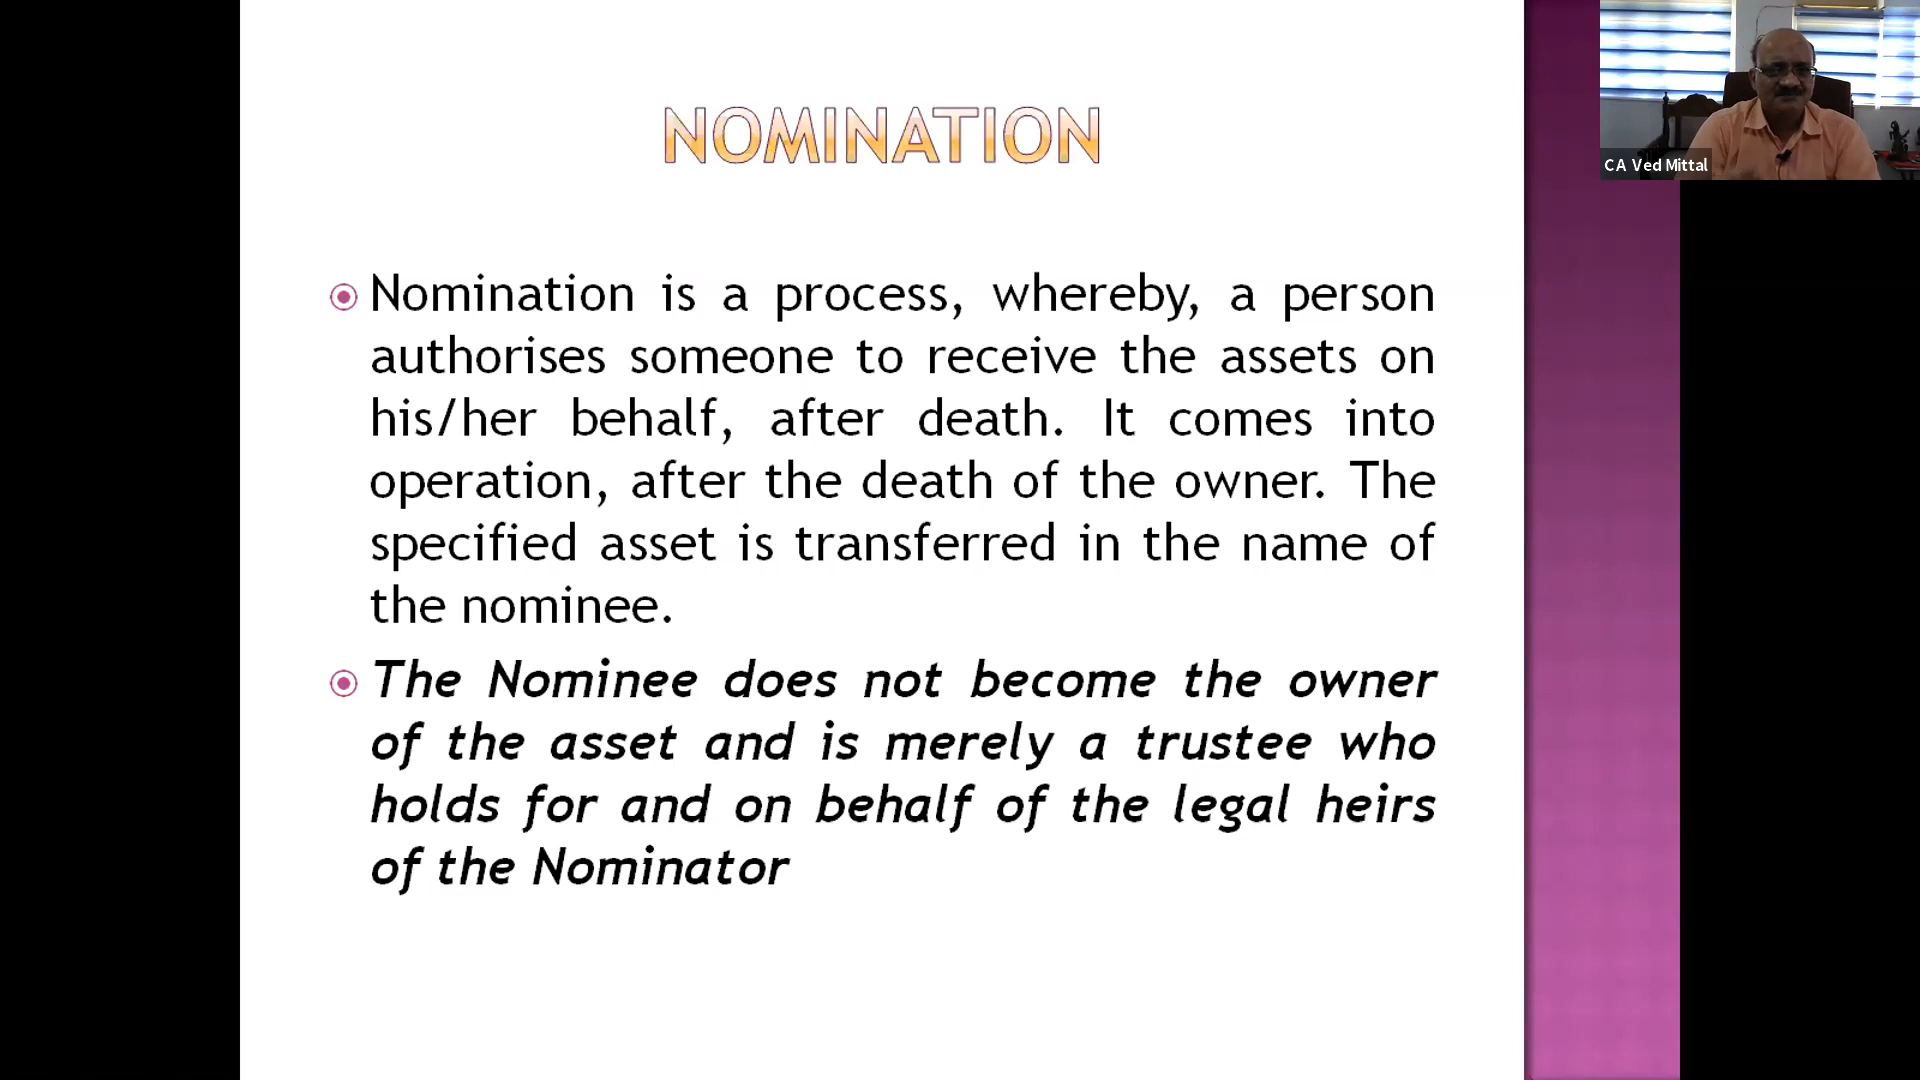 NOMINATION
Nomination is a process, whereby, a person
authorises someone to receive the assets on
his/her behalf, after death. It comes into
operation, after the death of the owner. The
specified asset is transferred in the name of
the nominee.
The Nominee does not become the owner
of the asset and is merely a trustee who
holds for and on behalf of the legal heirs
of the Nominator
CA Ved Mittal